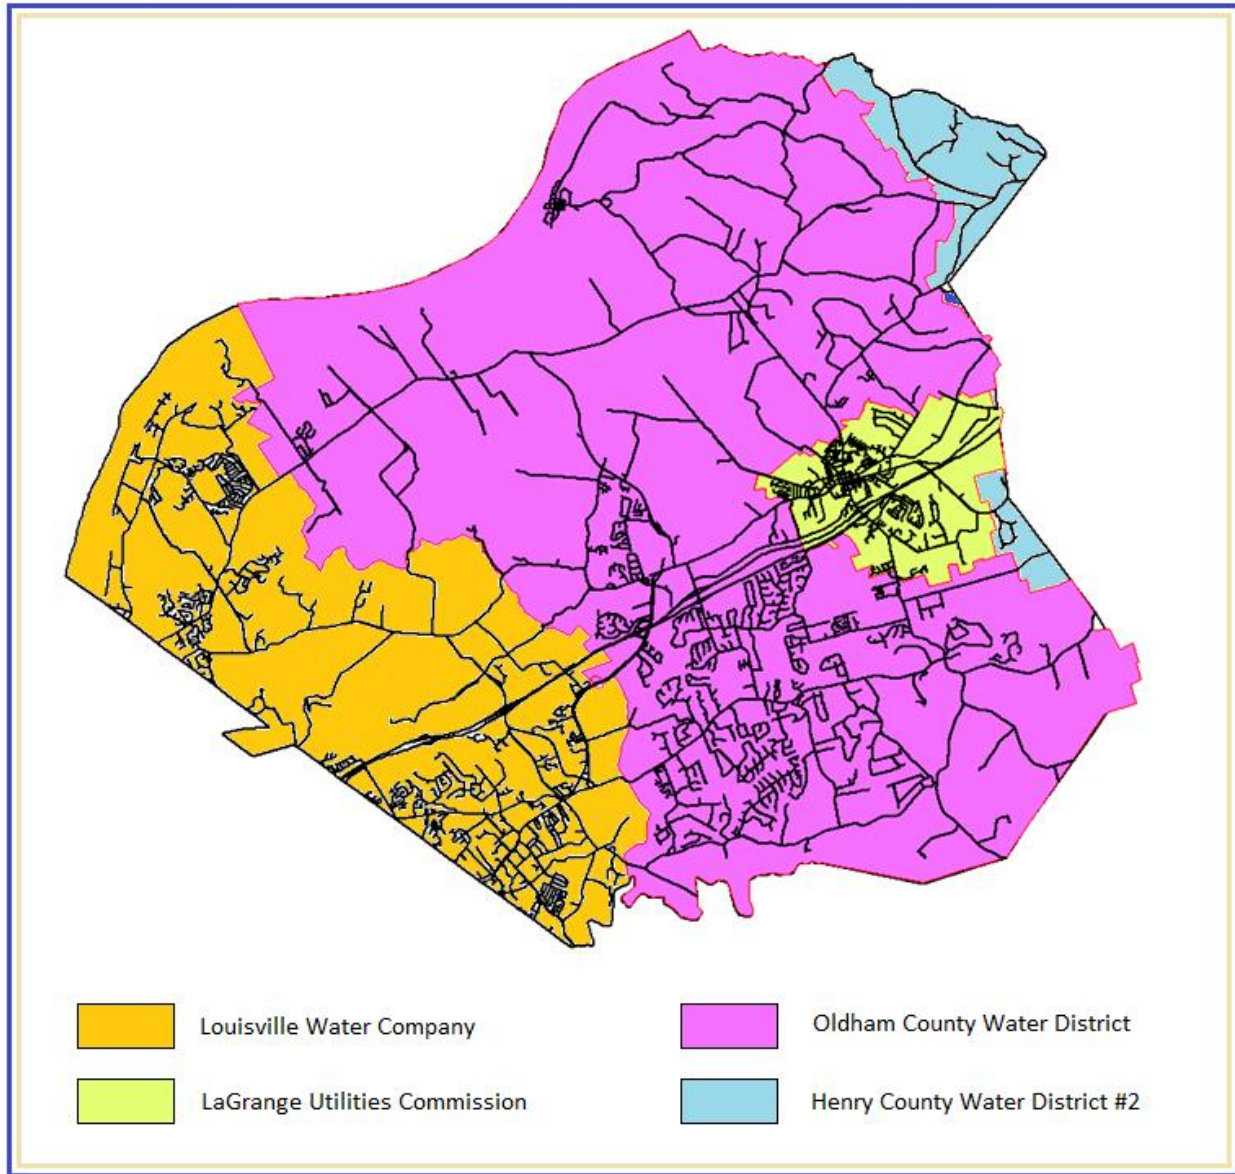 Louisville Water Company
Oldham County Water District
LaGrange Utilities Commission
Henry County Water District #2